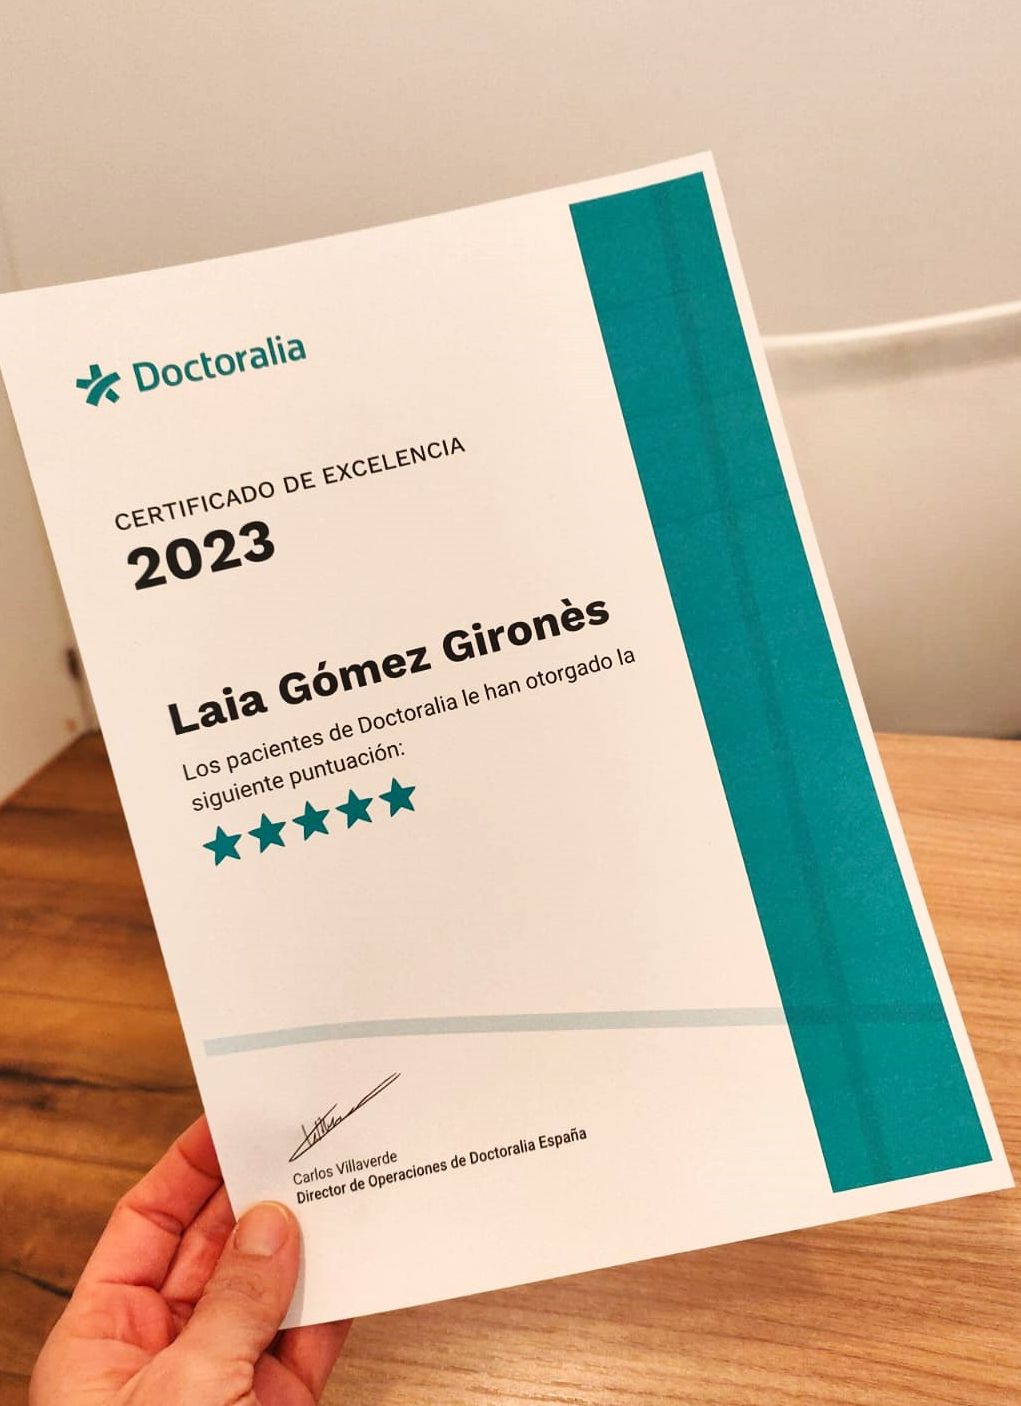 Doctoralia
CERTIFICADO DE EXCELENCIA
2023
Laia Gómez Gironès
Los pacientes de Doctoralia le han otorgado la
siguiente puntuación:
Carlos Villaverde
Director de Operaciones de Doctoralia España